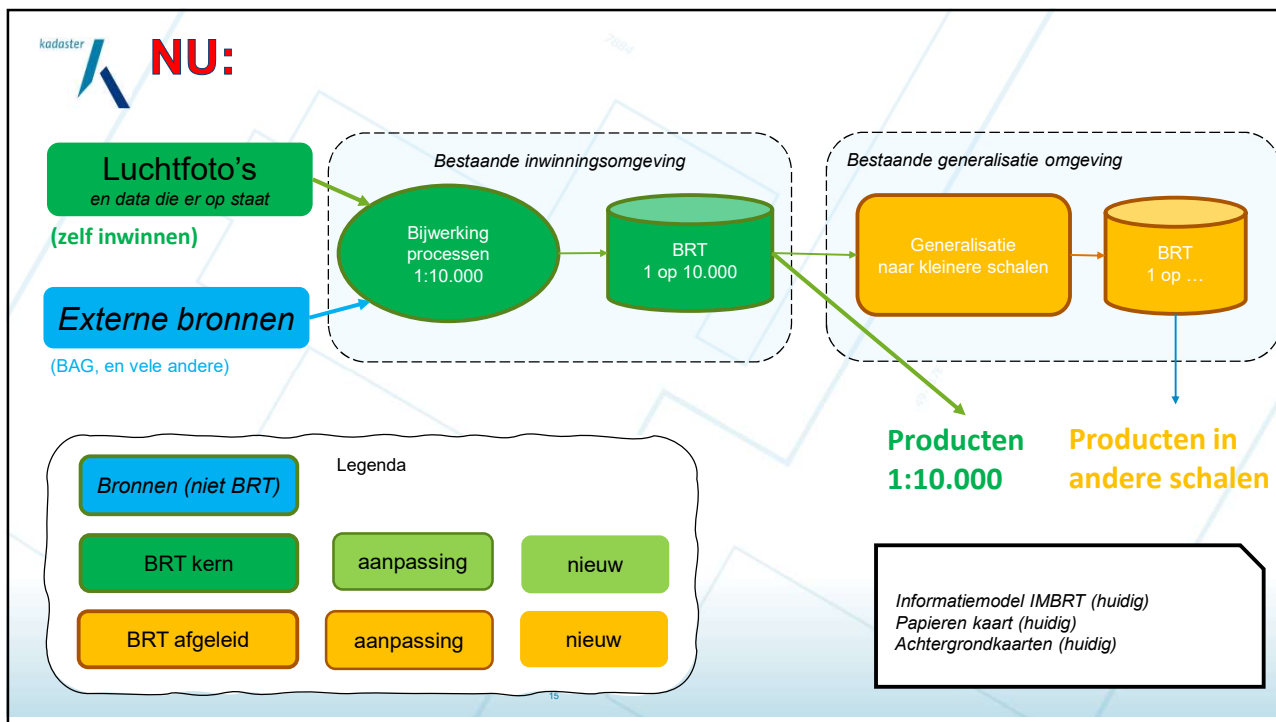 kadaster
NU:
Luchtfoto's
en data die er op staat
(zelf inwinnen)
Externe bronnen
(BAG, en vele andere)
Bestaande inwinningsomgeving
Bijwerking
processen
1:10.000
BRT
1 op 10.000
Bestaande generalisatie omgeving
Generalisatie
naar kleinere schalen
BRT
1 op …
Producten
1:10.000
Producten in
andere schalen
Legenda
Bronnen (niet BRT)
BRT kern
aanpassing
nieuw
BRT afgeleid
aanpassing
nieuw
Informatiemodel IMBRT (huidig)
Papieren kaart (huidig)
Achtergrondkaarten (huidig)
15